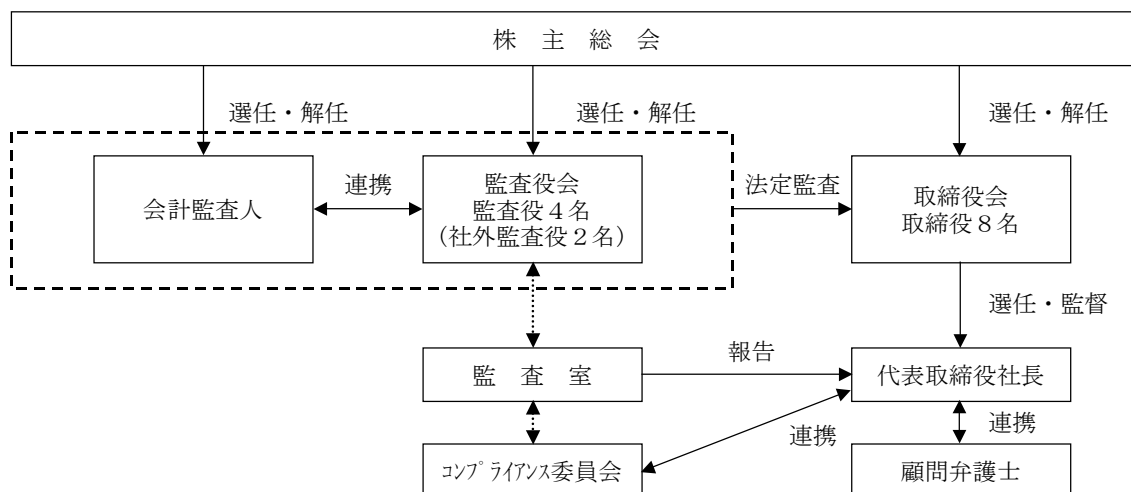 株 主 総 会
選任・解任
選任・解任
選任・解任
会計監査人
連携
監査役会
監査役4名
(社外監査役2名)
法定監査
取締役会
取締役8名
選任・監督
監 査 室
報告
代表取締役社長
連携
連携
コンプライアンス委員会
顧問弁護士